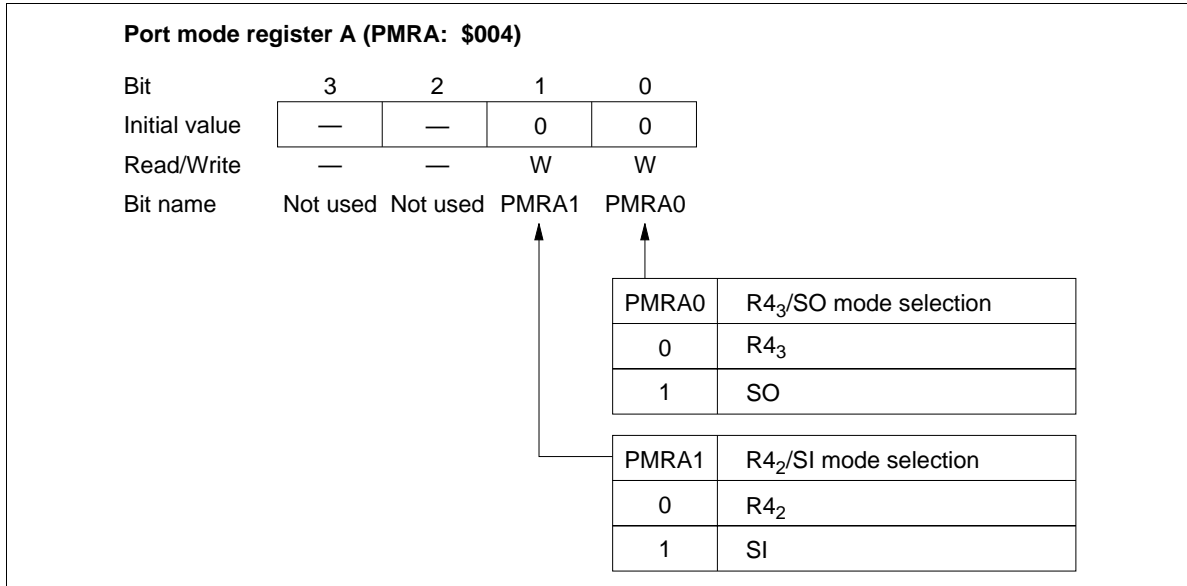 Port mode register A (PMRA: $004)
Bit 3 2 1 0
Initial value — — 0 0
Read/Write — — W W
Bit name Not used Not used PMRA1 PMRA0
PMRA0 R4₃/SO mode selection
0 R4₃
1 SO
PMRA1 R4₂/SI mode selection
0 R4₂
1 SI